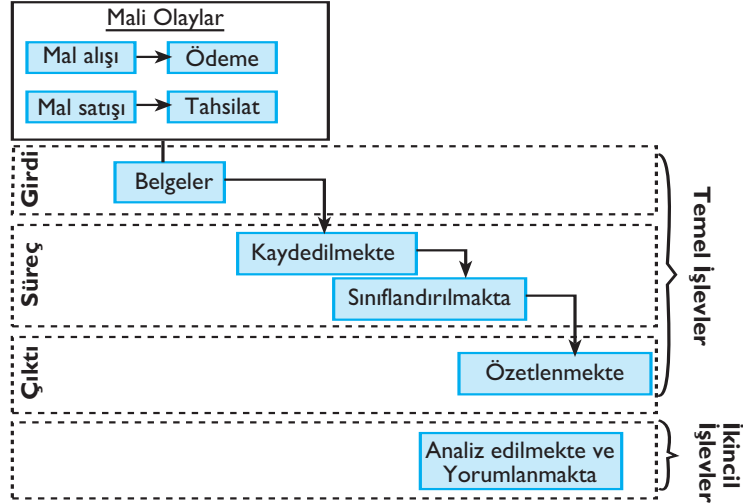 Mali Olaylar
Mal alışı
Ödeme
Mal satışı
Tahsilat
Girdi
Belgeler
Süreç
Kaydedilmekte
Sınıflandırılmakta
Çıktı
Özetlenmekte
Temel İşlevler
Analiz edilmekte ve
Yorumlanmakta
İkincil
İşlevler